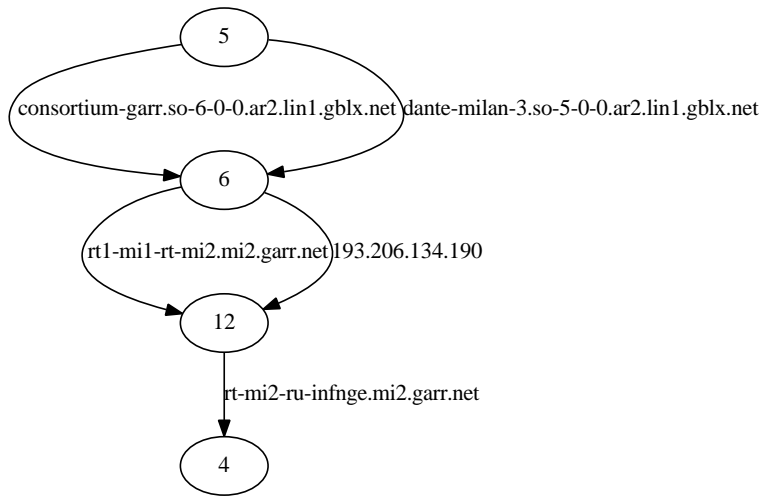 5
consortium-garr.so-6-0-0.ar2.lin1.gblx.net dante-milan-3.so-5-0-0.ar2.lin1.gblx.net
6
rt1-mi1-rt-mi2.mi2.garr.net 193.206.134.190
12
rt-mi2-ru-infnge.mi2.garr.net
4